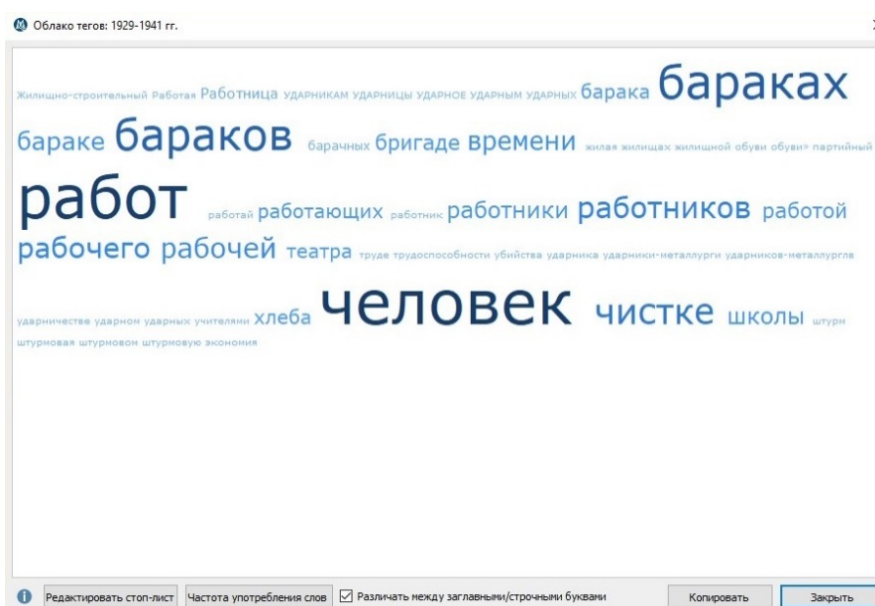 Облако тегов: 1929-1941 гг.
Жилищно-строительный Работая Работница ударникам ударницы ударное ударным ударных барака бараках
бараке бараков барачных бригаде времени жилая жилищах жилищной обуви обуви» партийный
работ работай работающих работник работники работников работой
рабочего рабочей театра труде трудоспособности убийства ударника ударники-металлурги ударников-металлургов
ударничестве ударном ударных учителями хлеба человек чистке школы штурм
штурмовая штурмовом штурмовую экономия
Редактировать стоп-лист Частота употребления слов Различать между заглавными/строчными буквами Копировать Закрыть